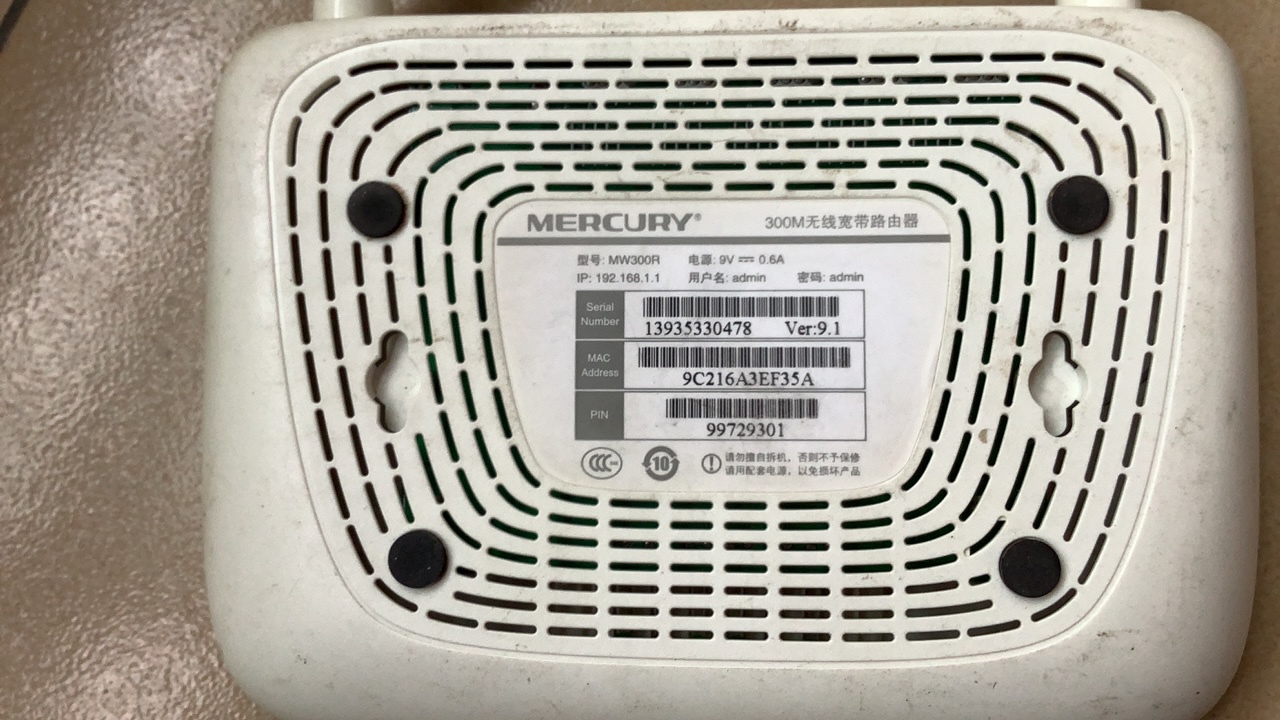 MERCURY® 300M无线宽带路由器
型号: MW300R 电源: 9V ⎓ 0.6A
IP: 192.168.1.1 用户名: admin 密码: admin
Serial Number
13935330478 Ver:9.1
MAC Address
9C216A3EF35A
PIN
99729301
CCC
10
请勿擅自拆机，否则不予保修
请用配套电源，以免损坏产品